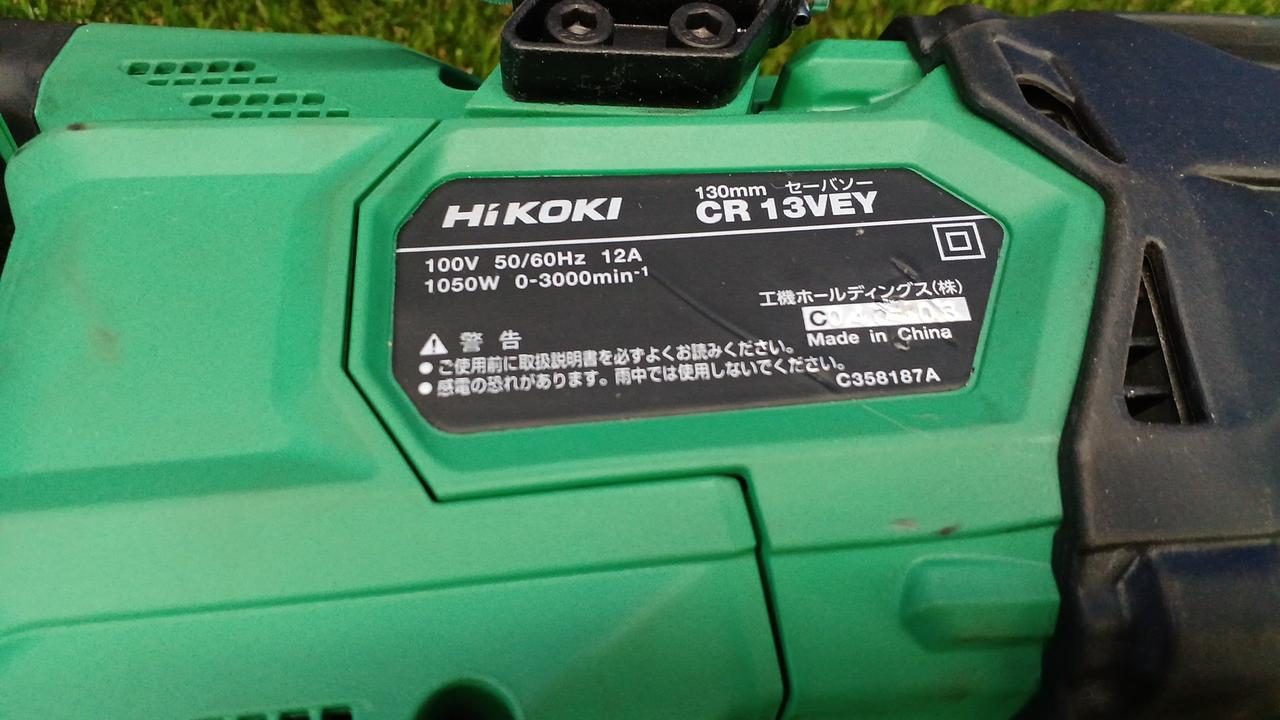 HiKOKI
130mm セーバソー
CR 13VEY
100V 50/60Hz 12A
1050W 0-3000min-1
工機ホールディングス(株)
Made in China
警告
● ご使用前に取扱説明書を必ずよくお読みください。
● 感電の恐れがあります。雨中では使用しないでください。
C358187A